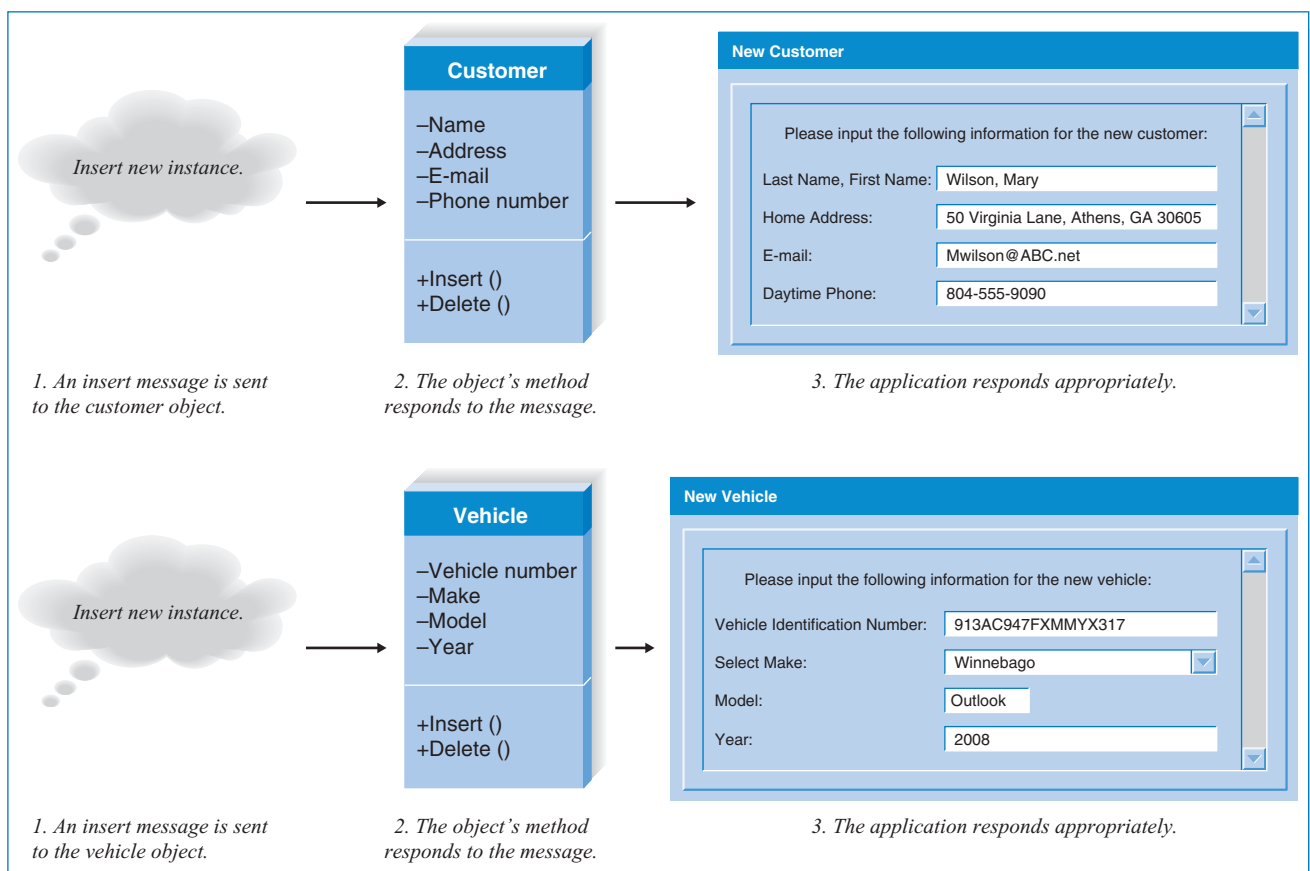 Insert new instance.
Customer
–Name
–Address
–E-mail
–Phone number
+Insert ()
+Delete ()
New Customer
Please input the following information for the new customer:
Last Name, First Name: Wilson, Mary
Home Address: 50 Virginia Lane, Athens, GA 30605
E-mail: Mwilson@ABC.net
Daytime Phone: 804-555-9090
1. An insert message is sent
to the customer object.
2. The object's method
responds to the message.
3. The application responds appropriately.
Insert new instance.
Vehicle
–Vehicle number
–Make
–Model
–Year
+Insert ()
+Delete ()
New Vehicle
Please input the following information for the new vehicle:
Vehicle Identification Number: 913AC947FXMMYX317
Select Make: Winnebago
Model: Outlook
Year: 2008
1. An insert message is sent
to the vehicle object.
2. The object's method
responds to the message.
3. The application responds appropriately.